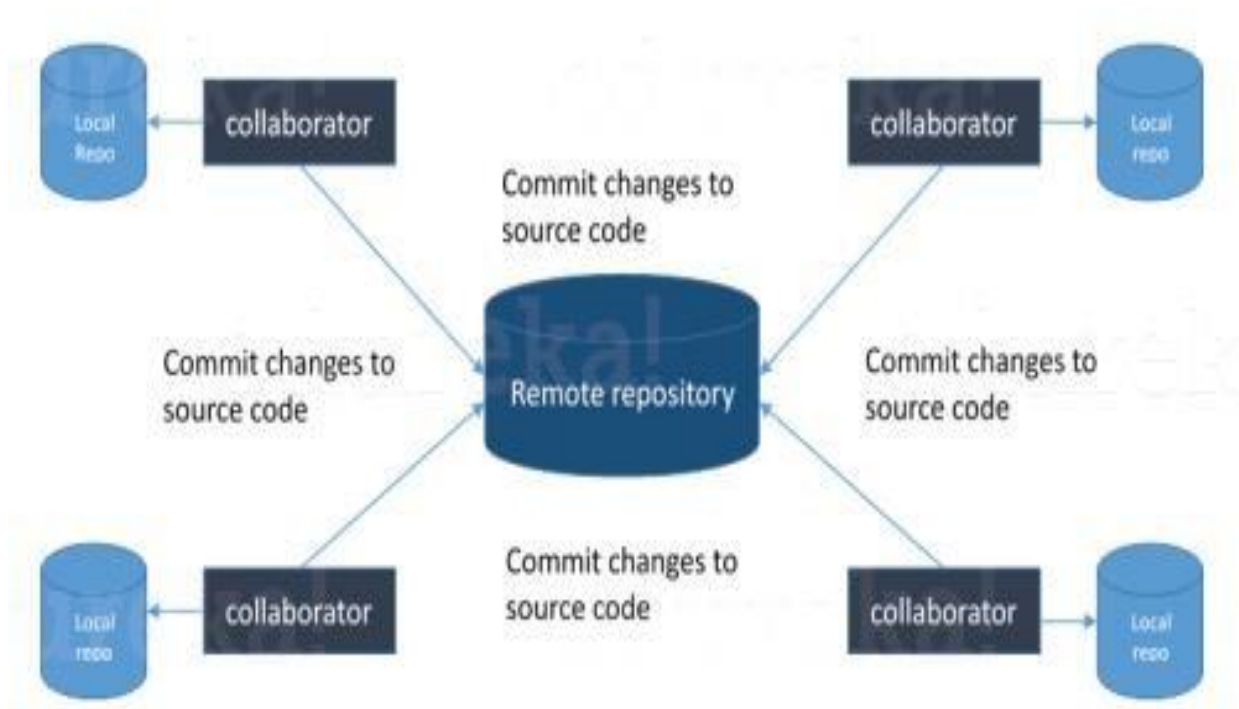 Local
Repo
collaborator
collaborator
Local
repo
Commit changes to
source code
Commit changes to
source code
eka!
Remote repository
Commit changes to
source code
Local
repo
collaborator
Commit changes to
source code
collaborator
Local
repo